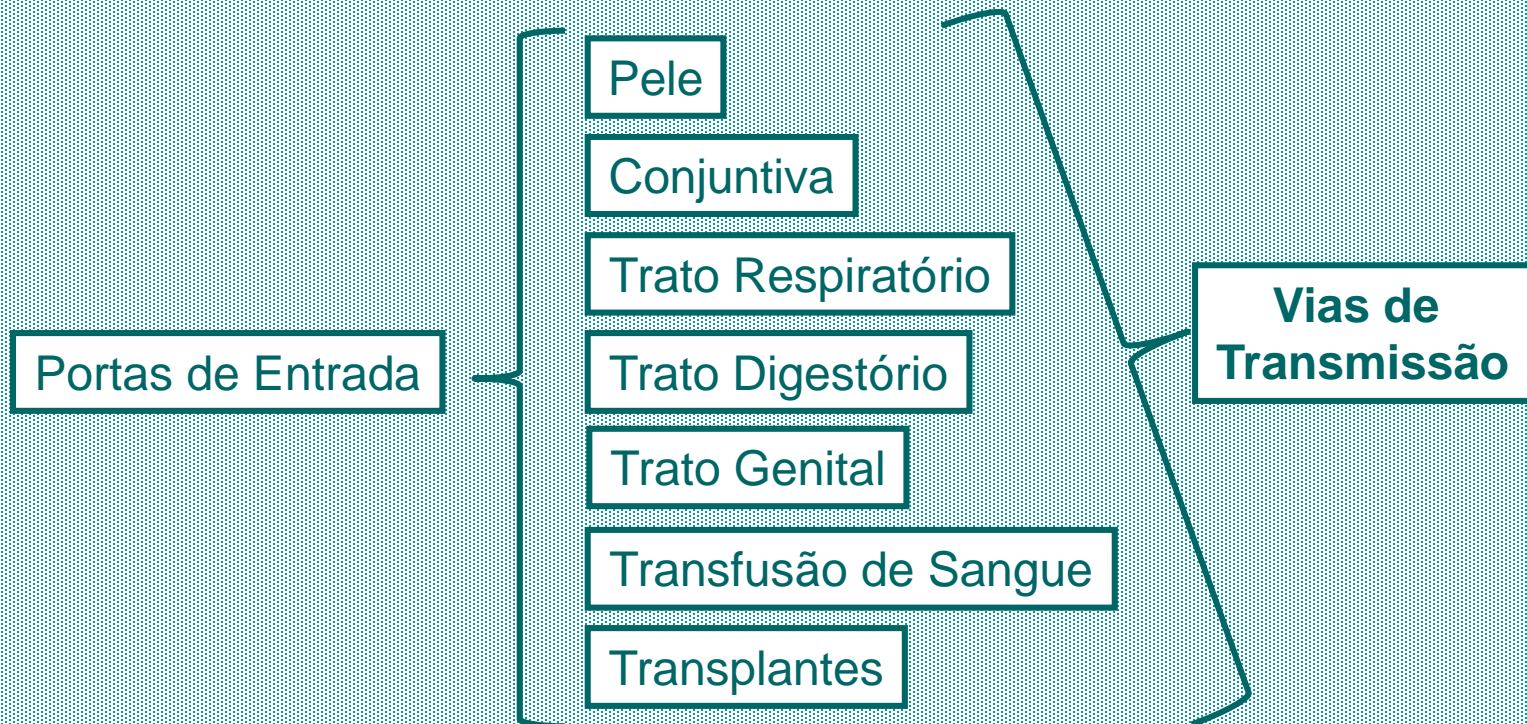 Portas de Entrada
Pele
Conjuntiva
Trato Respiratório
Trato Digestório
Trato Genital
Transfusão de Sangue
Transplantes
Vias de
Transmissão